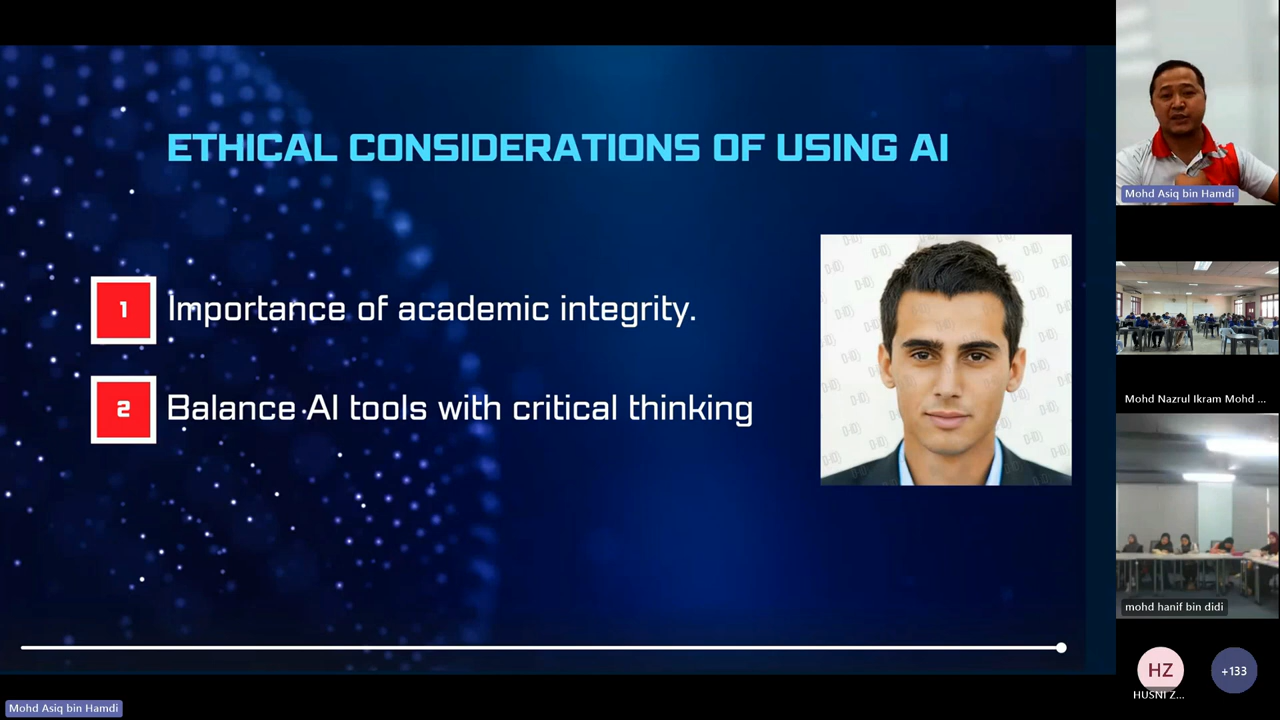 ETHICAL CONSIDERATIONS OF USING AI
1
Importance of academic integrity.
2
Balance AI tools with critical thinking
Mohd Asiq bin Hamdi
Mohd Nazrul Ikram Mohd ...
mohd hanif bin didi
HZ
HUSNI Z...
+133
Mohd Asiq bin Hamdi